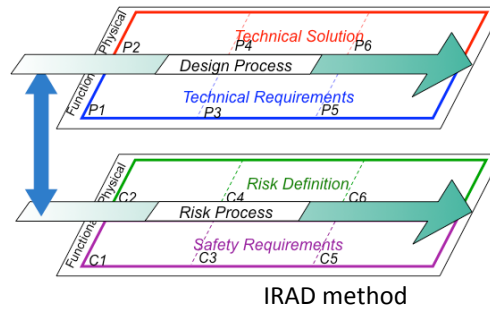 Physical
Technical Solution
P2
P4
P6
Design Process
Functional
Technical Requirements
P1
P3
P5
Physical
Risk Definition
C2
C4
C6
Risk Process
Functional
Safety Requirements
C1
C3
C5
IRAD method